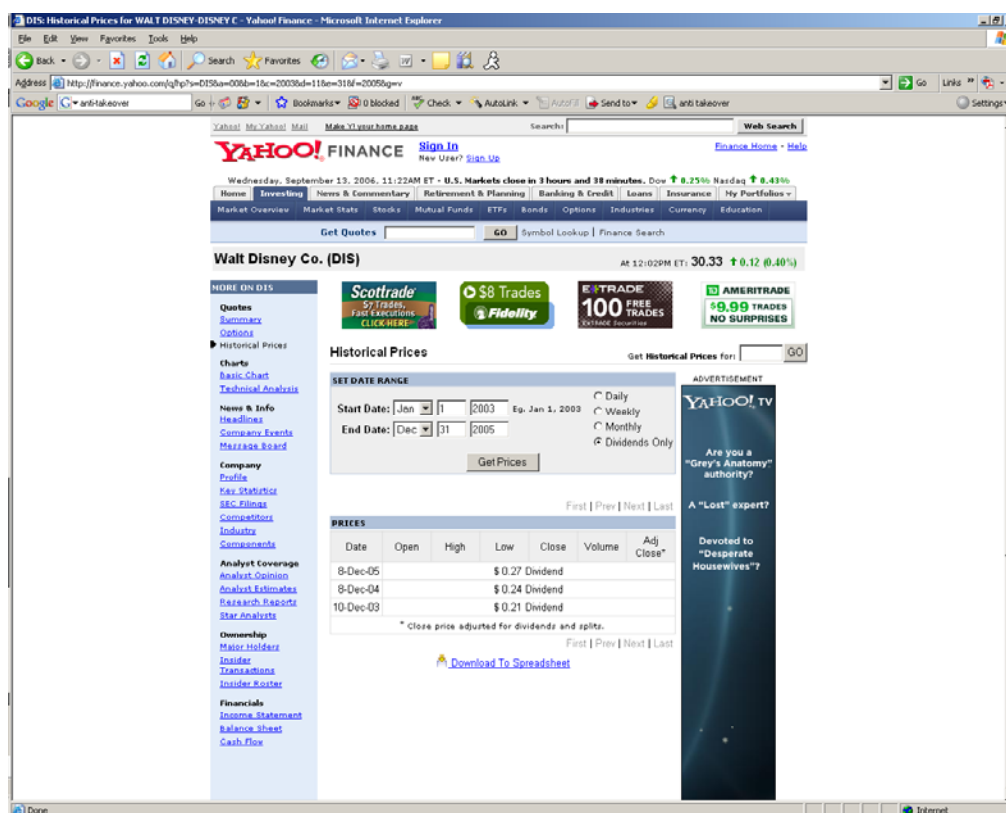 DIS: Historical Prices for WALT DISNEY-DISNEY C - Yahoo! Finance - Microsoft Internet Explorer
File Edit View Favorites Tools Help
Back Search Favorites
Address http://finance.yahoo.com/q/hp?s=DIS&a=00&b=1&c=2003&d=11&e=31&f=2005&g=v Go Links »
Google anti-takeover Go Bookmarks 0 blocked Check AutoLink AutoFill Send to anti takeover Settings
Yahoo! My Yahoo! Mail Make Y! your home page Search: Web Search
YAHOO! FINANCE Sign In Finance Home - Help
New User? Sign Up
Wednesday, September 13, 2006, 11:22AM ET - U.S. Markets close in 3 hours and 38 minutes. Dow 0.25% Nasdaq 0.43%
Home Investing News & Commentary Retirement & Planning Banking & Credit Loans Insurance My Portfolios
Market Overview Market Stats Stocks Mutual Funds ETFs Bonds Options Industries Currency Education
Get Quotes GO Symbol Lookup | Finance Search
Walt Disney Co. (DIS) At 12:02PM ET: 30.33 0.12 (0.40%)
MORE ON DIS
Quotes
Summary
Options
Historical Prices
Charts
Basic Chart
Technical Analysis
News & Info
Headlines
Company Events
Message Board
Company
Profile
Key Statistics
SEC Filings
Competitors
Industry
Components
Analyst Coverage
Analyst Opinion
Analyst Estimates
Research Reports
Star Analysts
Ownership
Major Holders
Insider
Transactions
Insider Roster
Financials
Income Statement
Balance Sheet
Cash Flow
Scottrade
$7 Trades,
Fast Executions
CLICK HERE
$8 Trades
Fidelity
E*TRADE
100 FREE TRADES
E*TRADE Securities
AMERITRADE
$9.99 TRADES
NO SURPRISES
Historical Prices Get Historical Prices for: GO
SET DATE RANGE
Start Date: Jan 1 2003 Eg. Jan 1, 2003
End Date: Dec 31 2005
Daily
Weekly
Monthly
Dividends Only
Get Prices
First | Prev | Next | Last
PRICES
Date Open High Low Close Volume Adj Close*
8-Dec-05 $ 0.27 Dividend
8-Dec-04 $ 0.24 Dividend
10-Dec-03 $ 0.21 Dividend
* Close price adjusted for dividends and splits.
First | Prev | Next | Last
Download To Spreadsheet
ADVERTISEMENT
YAHOO! TV
Are you a
"Grey's Anatomy"
authority?
A "Lost" expert?
Devoted to
"Desperate
Housewives"?
Done Internet